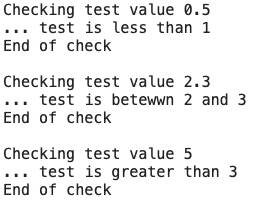 Checking test value 0.5
... test is less than 1
End of check

Checking test value 2.3
... test is betewwn 2 and 3
End of check

Checking test value 5
... test is greater than 3
End of check